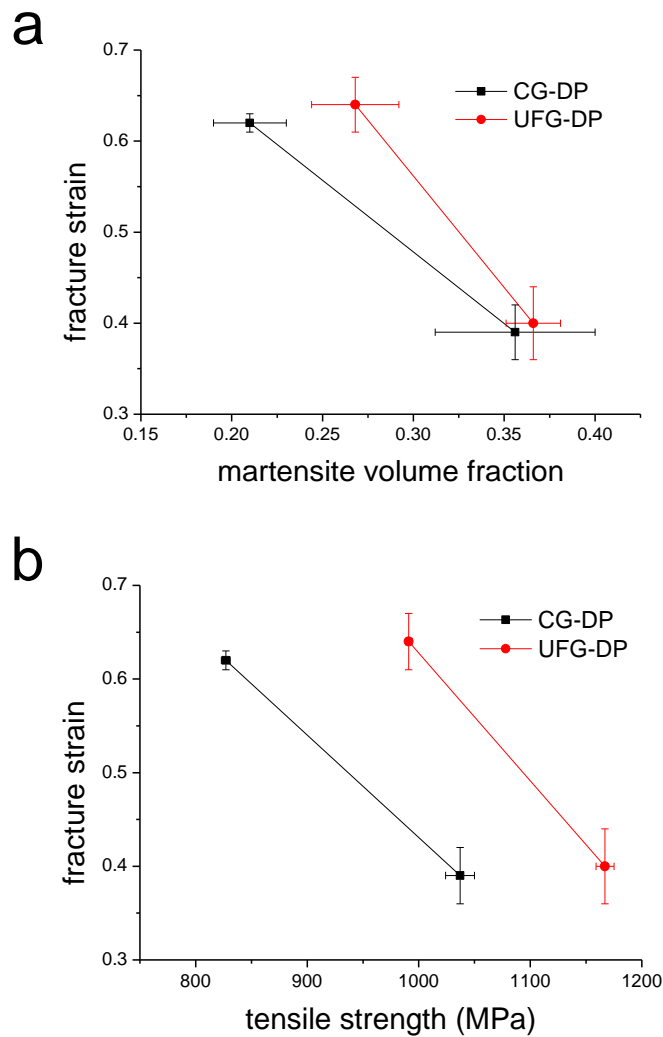 a
0.7
0.6
0.5
0.4
0.3
fracture strain
CG-DP
UFG-DP
0.15 0.20 0.25 0.30 0.35 0.40
martensite volume fraction
b
0.7
0.6
0.5
0.4
0.3
fracture strain
CG-DP
UFG-DP
800 900 1000 1100 1200
tensile strength (MPa)